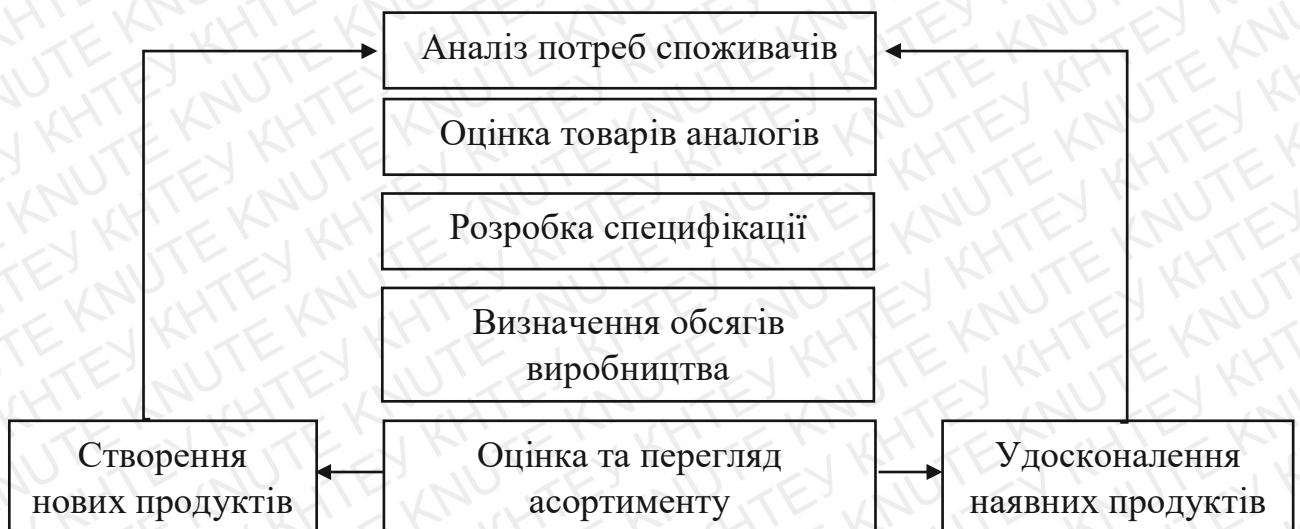 Аналіз потреб споживачів
Оцінка товарів аналогів
Розробка специфікації
Визначення обсягів
виробництва
Створення
нових продуктів
Оцінка та перегляд
асортименту
Удосконалення
наявних продуктів